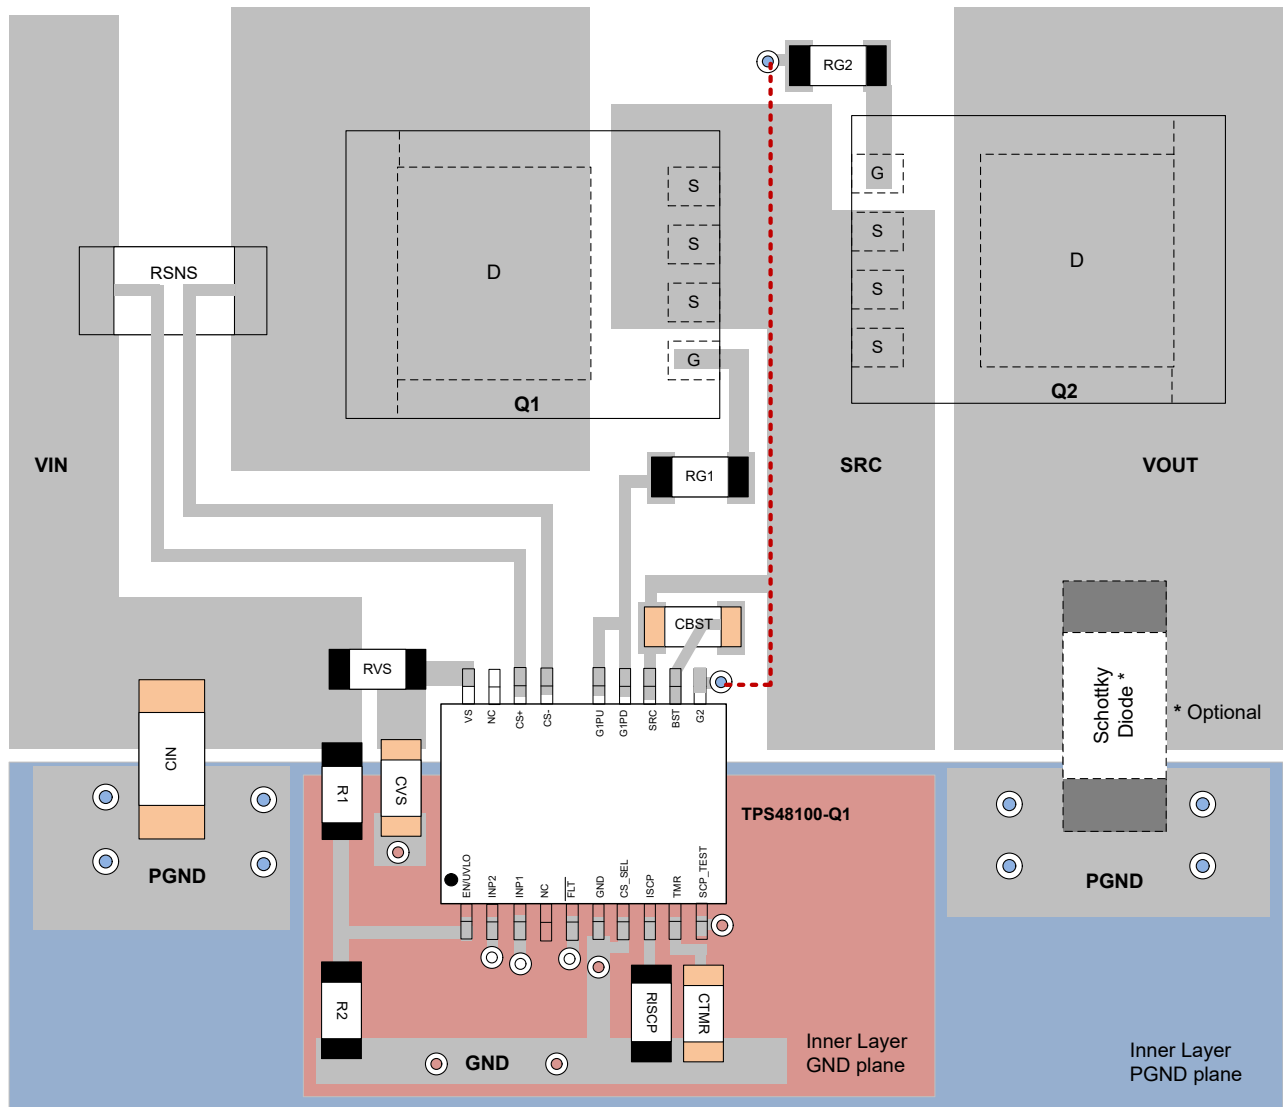 RG2
G
S
S
S
S
S
S
G
D
D
RSNS
Q1
Q2
VIN
RG1
SRC
VOUT
CBST
RVS
Schottky
Diode *
* Optional
CIN
VS
NC
CS+
CS-
G1PU
G1PD
SRC
BST
G2
R1
CVS
TPS48100-Q1
PGND
PGND
EN/UVLO
INP2
INP1
NC
FLT
GND
CS_SEL
ISCP
TMR
SCP_TEST
R2
RISCP
CTMR
GND
Inner Layer
GND plane
Inner Layer
PGND plane